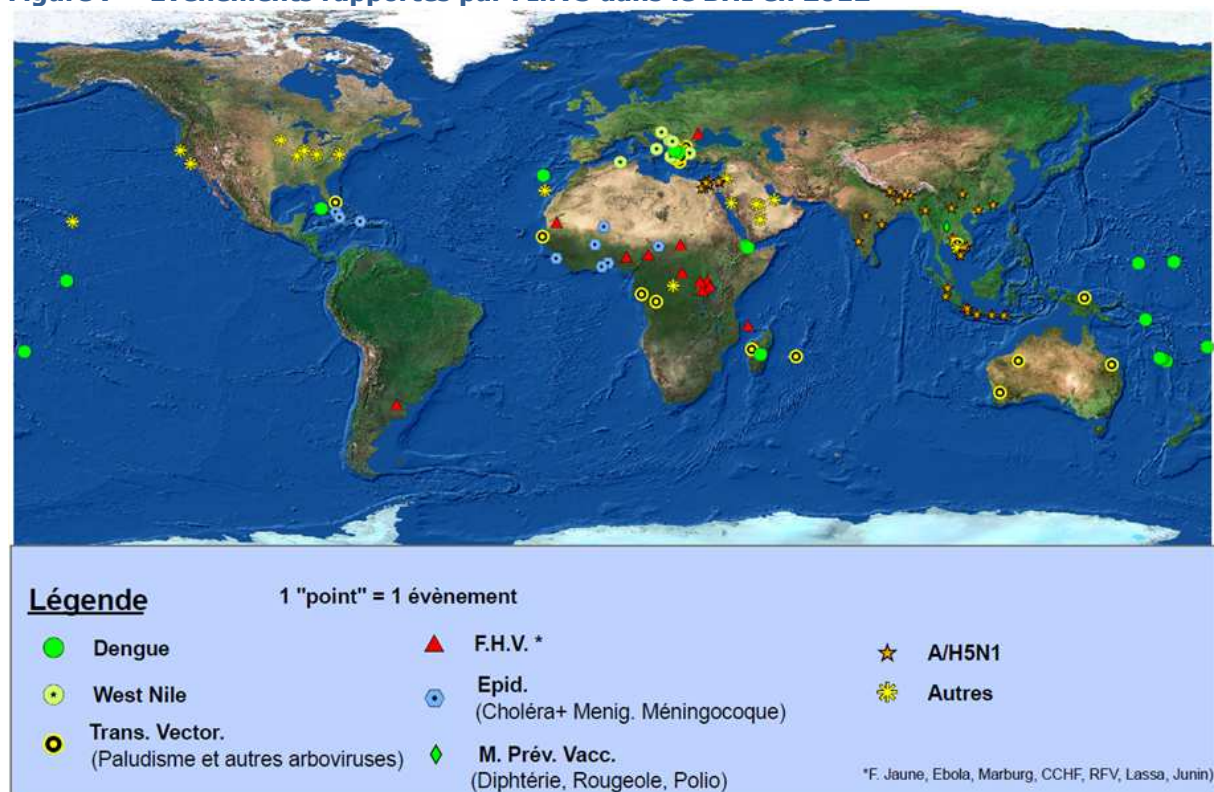 Légende
1 "point" = 1 évènement
Dengue
West Nile
Trans. Vector.
(Paludisme et autres arboviruses)
F.H.V. *
Epid.
(Choléra+ Menig. Méningocoque)
M. Prév. Vacc.
(Diphtérie, Rougeole, Polio)
A/H5N1
Autres
*F. Jaune, Ebola, Marburg, CCHF, RFV, Lassa, Junin)